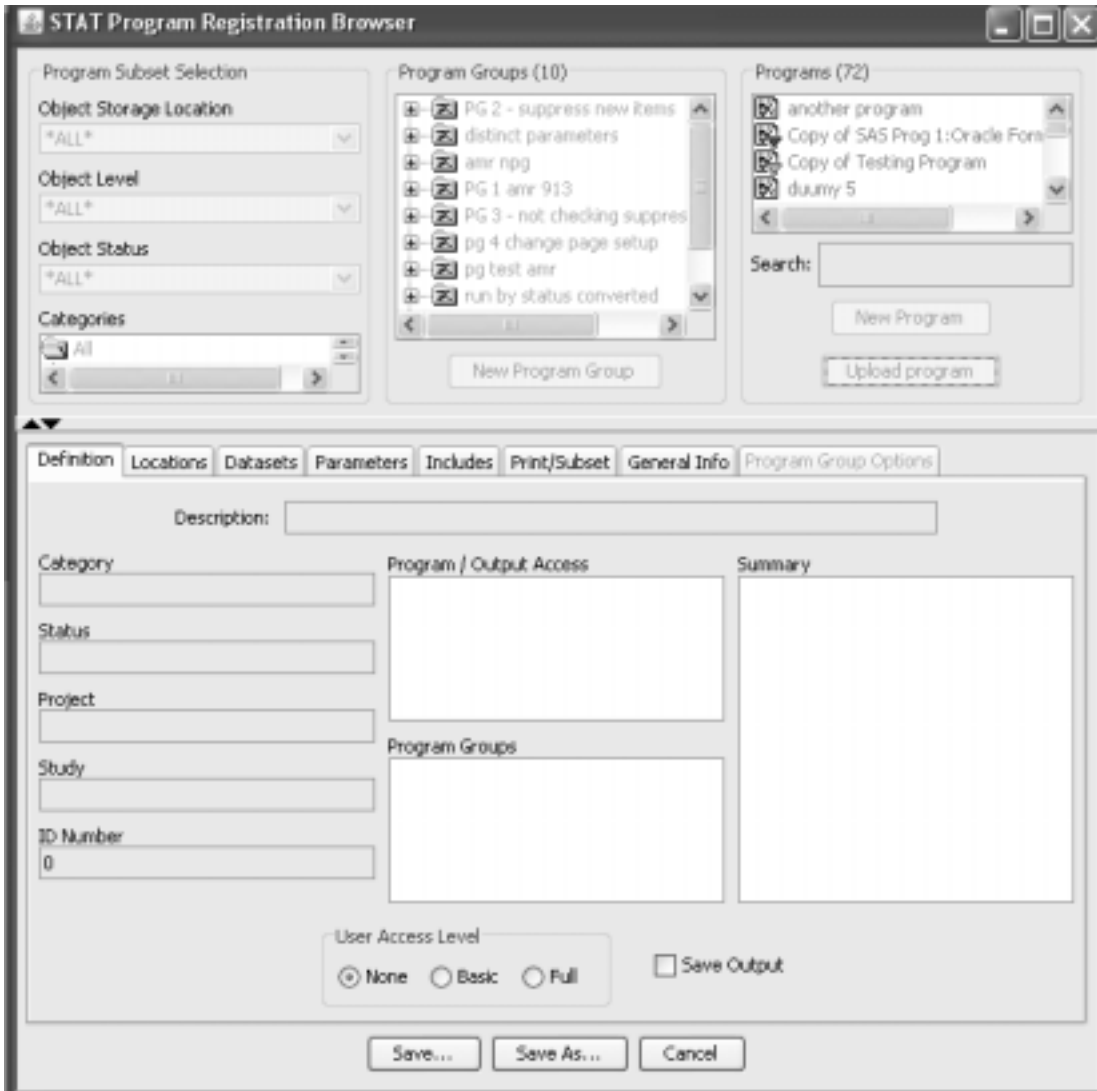 STAT Program Registration Browser
Program Subset Selection
Object Storage Location
*ALL*
Object Level
*ALL*
Object Status
*ALL*
Categories
All
Program Groups (10)
PG 2 - suppress new items
distinct parameters
amr npg
PG 1 amr 913
PG 3 - not checking suppres
pg 4 change page setup
pg test amr
run by status converted
New Program Group
Programs (72)
another program
Copy of SAS Prog 1:Oracle Form
Copy of Testing Program
duumy 5
Search:
New Program
Upload program
Definition Locations Datasets Parameters Includes Print/Subset General Info Program Group Options
Description:
Category
Status
Project
Study
ID Number
0
Program / Output Access
Program Groups
Summary
User Access Level
None Basic Full
Save Output
Save... Save As... Cancel